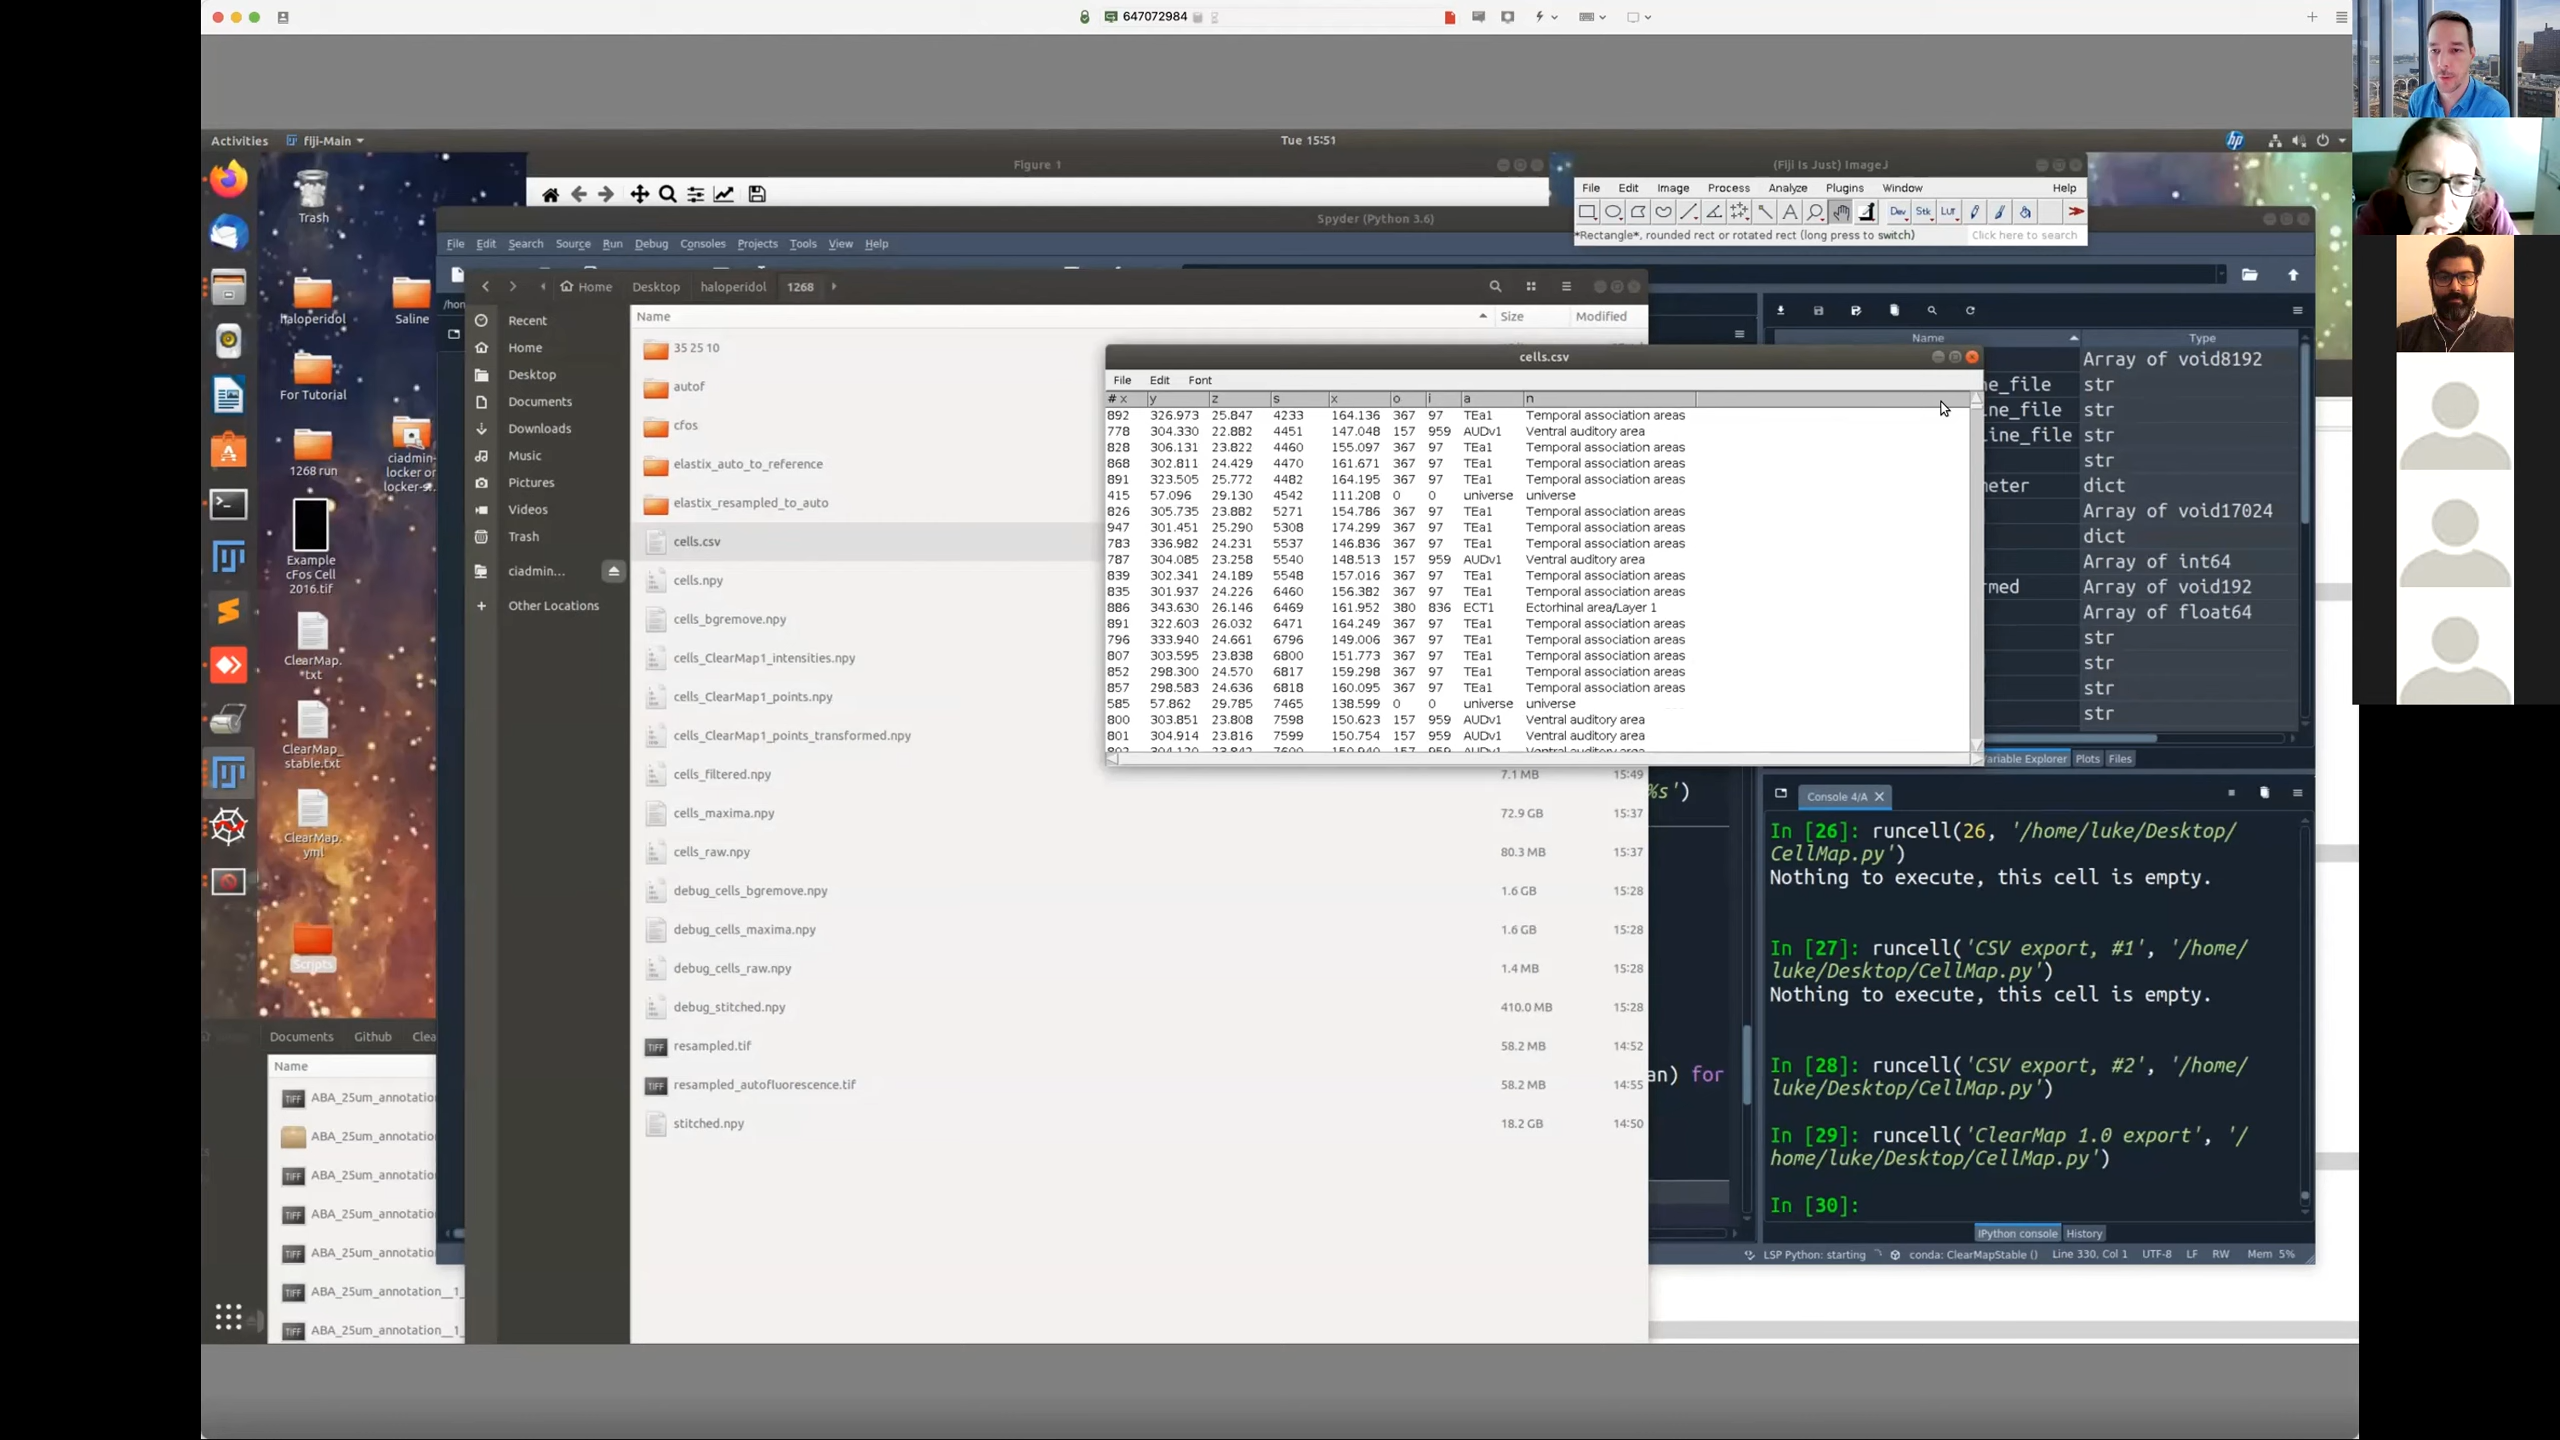 647072984
Activities
fiji-Main
Tue 15:51
Trash
haloperidol
Saline
For Tutorial
1268 run
ciadmin-
locker on
Example
cFos Cell
2016.tif
ClearMap.
*txt
ClearMap_
stable.txt
ClearMap.
yml
Scripts
Figure 1
(Fiji Is Just) ImageJ
File Edit Image Process Analyze Plugins Window Help
Dev Stk LUT
*Rectangle*, rounded rect or rotated rect (long press to switch)
Click here to search
Spyder (Python 3.6)
File Edit Search Source Run Debug Consoles Projects Tools View Help
Home Desktop haloperidol 1268
Recent
Home
Desktop
Documents
Downloads
Music
Pictures
Videos
Trash
ciadmin...
Other Locations
Name Size Modified
35 25 10
autof
cfos
elastix_auto_to_reference
elastix_resampled_to_auto
cells.csv
cells.npy
cells_bgremove.npy
cells_ClearMap1_intensities.npy
cells_ClearMap1_points.npy
cells_ClearMap1_points_transformed.npy
cells_filtered.npy 7.1 MB 15:49
cells_maxima.npy 72.9 GB 15:37
cells_raw.npy 80.3 MB 15:37
debug_cells_bgremove.npy 1.6 GB 15:28
debug_cells_maxima.npy 1.6 GB 15:28
debug_cells_raw.npy 1.4 MB 15:28
debug_stitched.npy 410.0 MB 15:28
resampled.tif 58.2 MB 14:52
resampled_autofluorescence.tif 58.2 MB 14:55
stitched.npy 18.2 GB 14:50
cells.csv
File Edit Font
# x y z s x o i a n
892 326.973 25.847 4233 164.136 367 97 TEa1 Temporal association areas
778 304.330 22.882 4451 147.048 157 959 AUDv1 Ventral auditory area
828 306.131 23.822 4460 155.097 367 97 TEa1 Temporal association areas
868 302.811 24.429 4470 161.671 367 97 TEa1 Temporal association areas
891 323.505 25.772 4482 164.195 367 97 TEa1 Temporal association areas
415 57.096 29.130 4542 111.208 0 0 universe universe
826 305.735 23.882 5271 154.786 367 97 TEa1 Temporal association areas
947 301.451 25.290 5308 174.299 367 97 TEa1 Temporal association areas
783 336.982 24.231 5537 146.836 367 97 TEa1 Temporal association areas
787 304.085 23.258 5540 148.513 157 959 AUDv1 Ventral auditory area
839 302.341 24.189 5548 157.016 367 97 TEa1 Temporal association areas
835 301.937 24.226 6460 156.382 367 97 TEa1 Temporal association areas
886 343.630 26.146 6469 161.952 380 836 ECT1 Ectorhinal area/Layer 1
891 322.603 26.032 6471 164.249 367 97 TEa1 Temporal association areas
796 333.940 24.661 6796 149.006 367 97 TEa1 Temporal association areas
807 303.595 23.838 6800 151.773 367 97 TEa1 Temporal association areas
852 298.300 24.570 6817 159.298 367 97 TEa1 Temporal association areas
857 298.583 24.636 6818 160.095 367 97 TEa1 Temporal association areas
585 57.862 29.785 7465 138.599 0 0 universe universe
800 303.851 23.808 7598 150.623 157 959 AUDv1 Ventral auditory area
801 304.914 23.816 7599 150.754 157 959 AUDv1 Ventral auditory area
Name Type
Array of void8192
ne_file str
ine_file str
line_file str
str
neter dict
Array of void17024
dict
Array of int64
rmed Array of void192
Array of float64
str
str
str
str
ariable Explorer Plots Files
%s')
an) for
Console 4/A
In [26]: runcell(26, '/home/luke/Desktop/
CellMap.py')
Nothing to execute, this cell is empty.
In [27]: runcell('CSV export, #1', '/home/
luke/Desktop/CellMap.py')
Nothing to execute, this cell is empty.
In [28]: runcell('CSV export, #2', '/home/
luke/Desktop/CellMap.py')
In [29]: runcell('ClearMap 1.0 export', '/
home/luke/Desktop/CellMap.py')
In [30]:
IPython console History
LSP Python: starting conda: ClearMapStable () Line 330, Col 1 UTF-8 LF RW Mem 5%
Documents Github Clea
Name
ABA_25um_annotatio
ABA_25um_annotatio
ABA_25um_annotatio
ABA_25um_annotatio
ABA_25um_annotatio
ABA_25um_annotation__1_
ABA_25um_annotation__1_